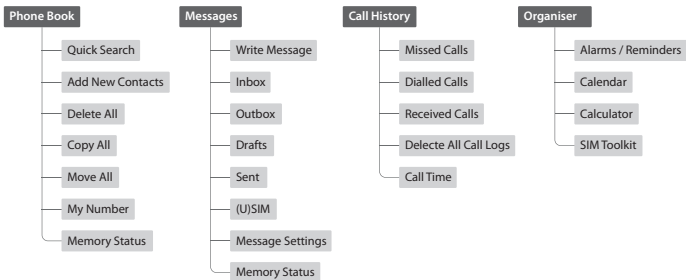 Phone Book
Quick Search
Add New Contacts
Delete All
Copy All
Move All
My Number
Memory Status
Messages
Write Message
Inbox
Outbox
Drafts
Sent
(U)SIM
Message Settings
Memory Status
Call History
Missed Calls
Dialled Calls
Received Calls
Delecte All Call Logs
Call Time
Organiser
Alarms / Reminders
Calendar
Calculator
SIM Toolkit